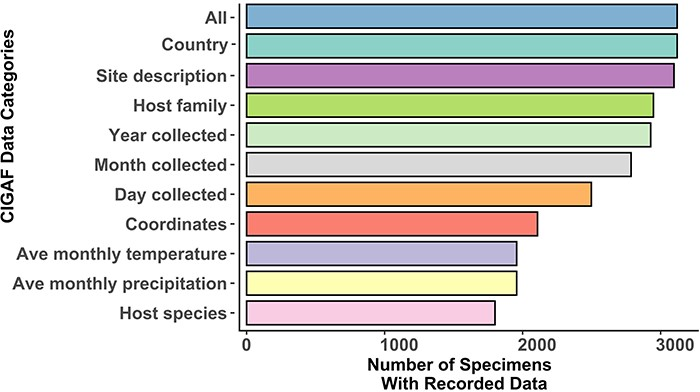 CIGAF Data Categories
All
Country
Site description
Host family
Year collected
Month collected
Day collected
Coordinates
Ave monthly temperature
Ave monthly precipitation
Host species
0 1000 2000 3000
Number of Specimens
With Recorded Data